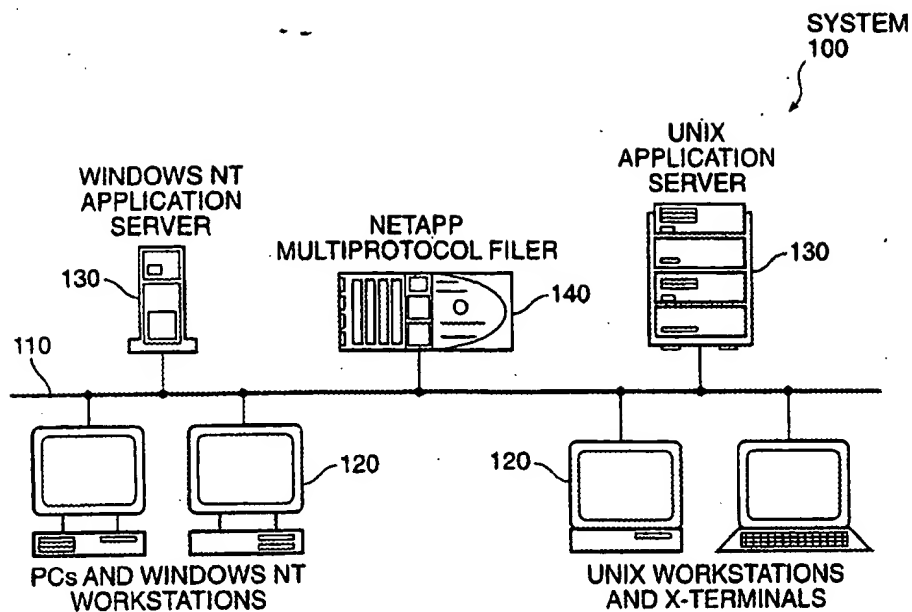 SYSTEM
100
UNIX
APPLICATION
SERVER
WINDOWS NT
APPLICATION
SERVER
NETAPP
MULTIPROTOCOL FILER
130
140
130
110
120
120
PCs AND WINDOWS NT
WORKSTATIONS
UNIX WORKSTATIONS
AND X-TERMINALS